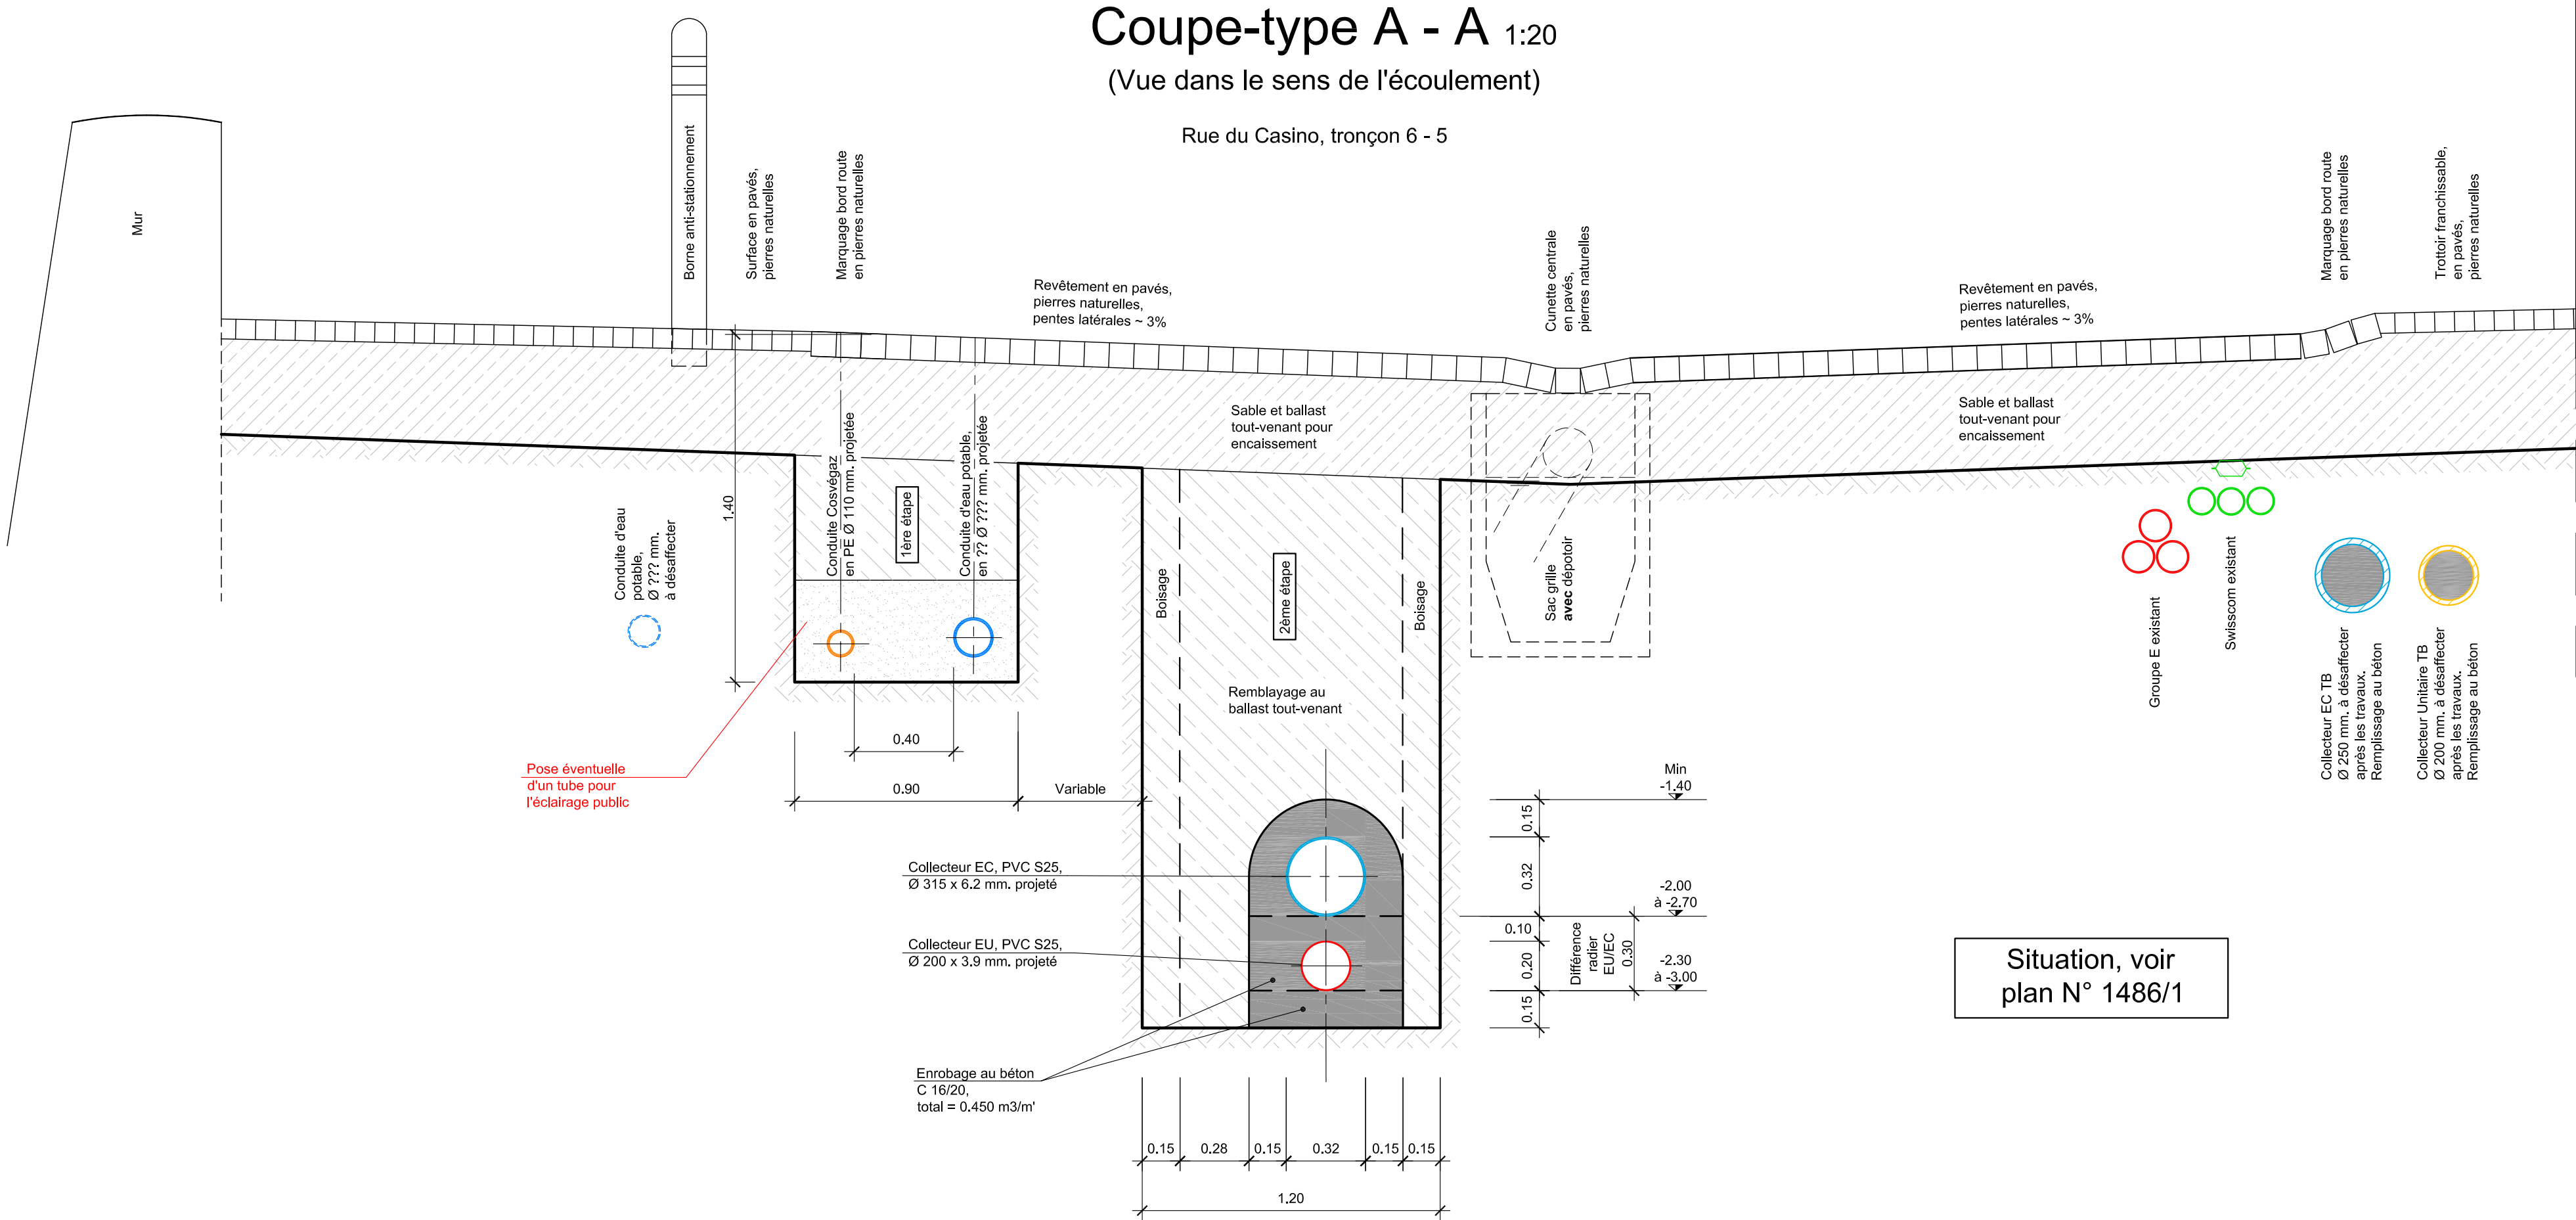 Coupe-type A - A 1:20
(Vue dans le sens de l'écoulement)
Rue du Casino, tronçon 6 - 5
Mur
Borne anti-stationnement
Surface en pavés,
pierres naturelles
Marquage bord route
en pierres naturelles
Revêtement en pavés,
pierres naturelles,
pentes latérales ~ 3%
Cunette centrale
en pavés,
pierres naturelles
Revêtement en pavés,
pierres naturelles,
pentes latérales ~ 3%
Marquage bord route
en pierres naturelles
Trottoir franchissable,
en pavés,
pierres naturelles
Sable et ballast
tout-venant pour
encaissement
Sable et ballast
tout-venant pour
encaissement
Conduite d'eau
potable,
Ø ??? mm.
à désaffecter
1.40
Conduite Cosvégaz
en PE Ø 110 mm. projetée
1ère étape
Conduite d'eau potable,
en ?? Ø ??? mm. projetée
Boisage
2ème étape
Boisage
Sac grille
avec dépotoir
Groupe E existant
Swisscom existant
Collecteur EC TB
Ø 250 mm. à désaffecter
après les travaux.
Remplissage au béton
Collecteur Unitaire TB
Ø 200 mm. à désaffecter
après les travaux.
Remplissage au béton
Remblayage au
ballast tout-venant
0.40
0.90
Variable
Pose éventuelle
d'un tube pour
l'éclairage public
Collecteur EC, PVC S25,
Ø 315 x 6.2 mm. projeté
Collecteur EU, PVC S25,
Ø 200 x 3.9 mm. projeté
Enrobage au béton
C 16/20,
total = 0.450 m3/m'
Min
-1.40
0.15
0.32
-2.00
à -2.70
0.10
0.20
Différence
radier
EU/EC
0.30
-2.30
à -3.00
0.15
Situation, voir
plan N° 1486/1
0.15
0.28
0.15
0.32
0.15
0.15
1.20